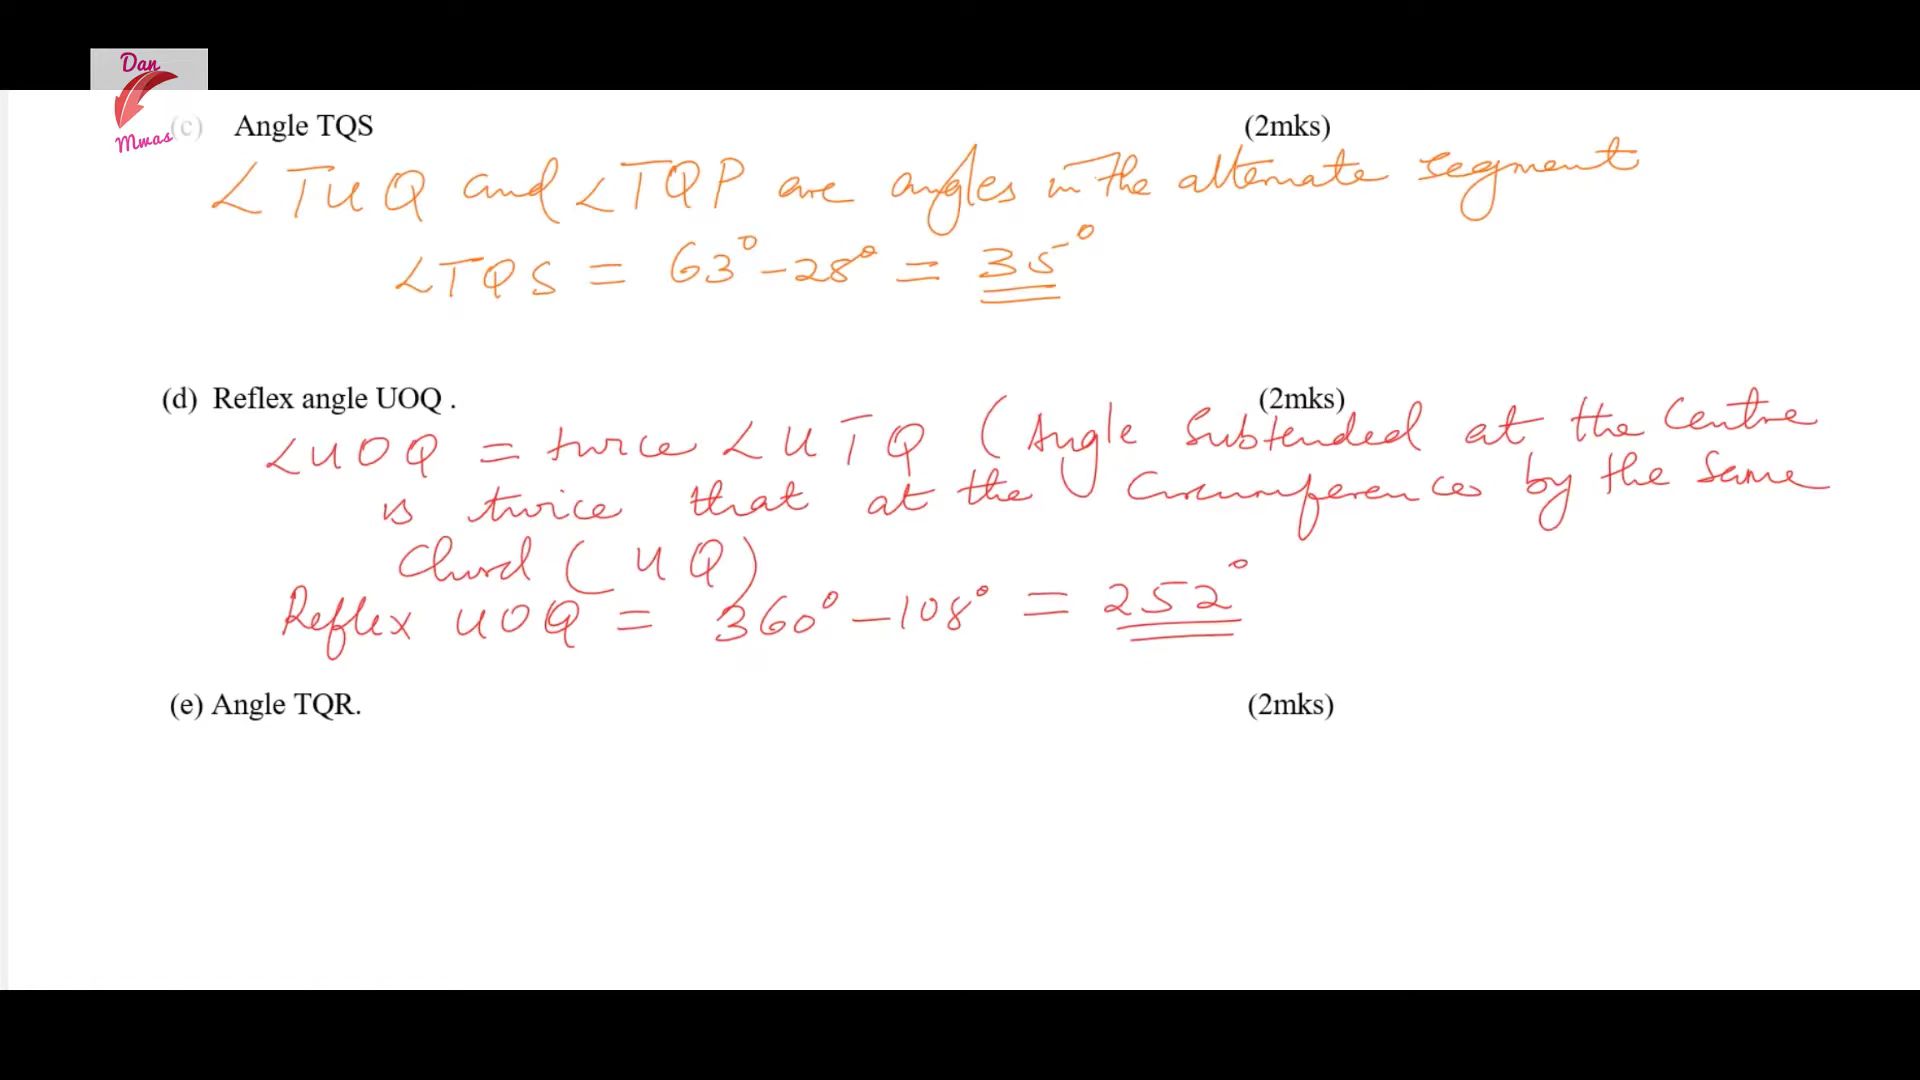 Dan
Mwas
(c) Angle TQS (2mks)
∠TUQ and ∠TQP are angles in the alternate segment
∠TQS = 63° - 28° = 35°
(d) Reflex angle UOQ . (2mks)
∠UOQ = twice ∠UTQ (Angle subtended at the centre
is twice that at the circumference by the same
Chord (UQ)
Reflex UOQ = 360° - 108° = 252°
(e) Angle TQR. (2mks)